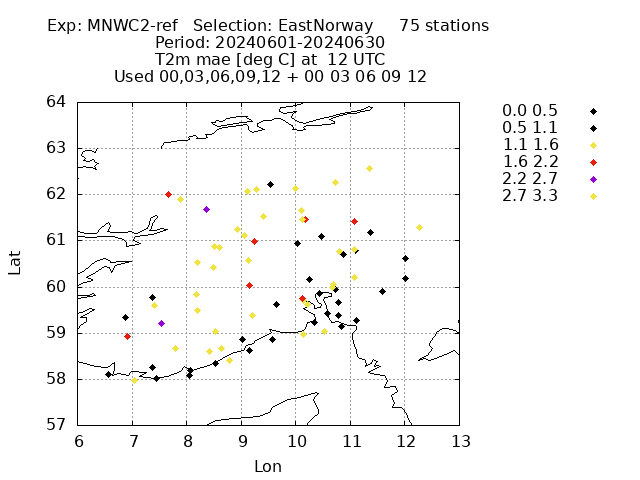 Exp: MNWC2-ref Selection: EastNorway 75 stations
Period: 20240601-20240630
T2m mae [deg C] at 12 UTC
Used 00,03,06,09,12 + 00 03 06 09 12
0.0 0.5
0.5 1.1
1.1 1.6
1.6 2.2
2.2 2.7
2.7 3.3
64
63
62
61
60
59
58
57
Lat
6 7 8 9 10 11 12 13
Lon